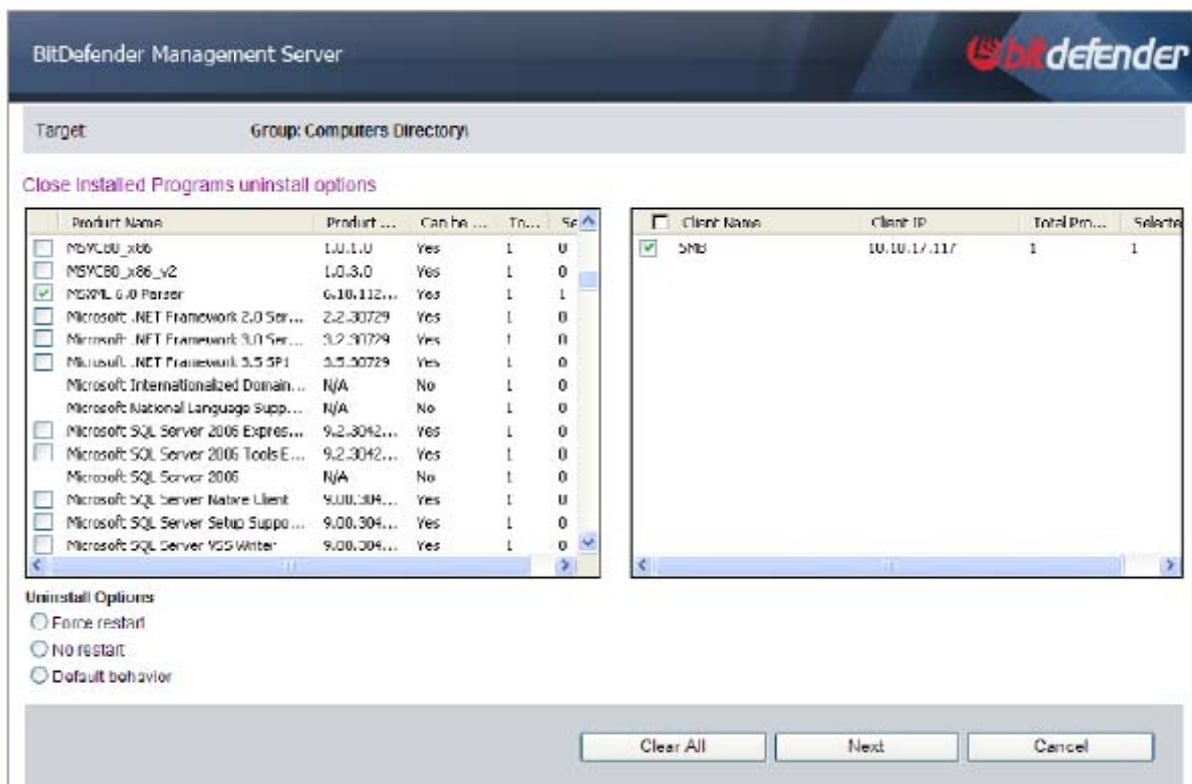 BitDefender Management Server
bitdefender
Target Group: Computers Directory\
Close Installed Programs uninstall options
Product Name Product ... Can be ... To... Se
MSVC80_x86 1.0.1.0 Yes 1 0
MSVC80_x86_v2 1.0.3.0 Yes 1 0
MSXML 6.0 Parser 6.10.112... Yes 1 1
Microsoft .NET Framework 2.0 Ser... 2.2.30729 Yes 1 0
Microsoft .NET Framework 3.0 Ser... 3.2.30729 Yes 1 0
Microsoft .NET Framework 3.5 SP1 3.5.30729 Yes 1 0
Microsoft Internationalized Domain... N/A No 1 0
Microsoft National Language Supp... N/A No 1 0
Microsoft SQL Server 2005 Expres... 9.2.3042... Yes 1 0
Microsoft SQL Server 2005 Tools E... 9.2.3042... Yes 1 0
Microsoft SQL Server 2005 N/A No 1 0
Microsoft SQL Server Native Client 9.00.304... Yes 1 0
Microsoft SQL Server Setup Suppo... 9.00.304... Yes 1 0
Microsoft SQL Server VSS Writer 9.00.304... Yes 1 0
Client Name Client IP Total Pro... Selecte
SMB 10.10.17.117 1 1
Uninstall Options
Force restart
No restart
Default behavior
Clear All Next Cancel